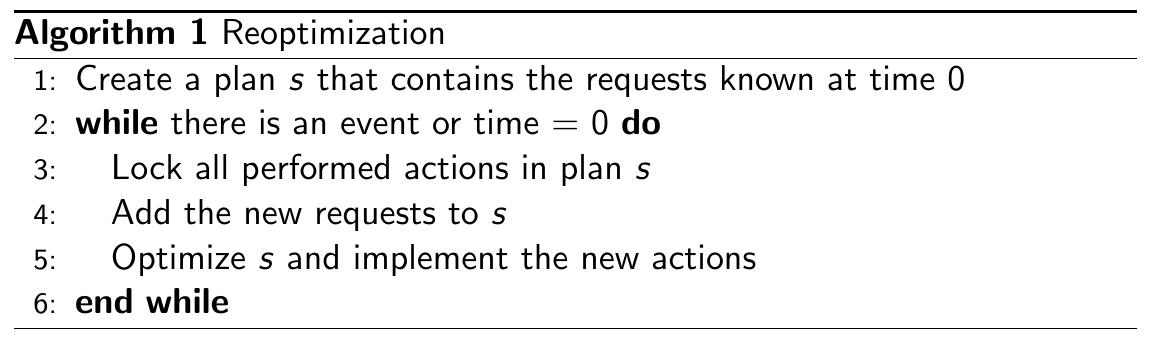 Algorithm 1 Reoptimization
1: Create a plan s that contains the requests known at time 0
2: while there is an event or time = 0 do
3: Lock all performed actions in plan s
4: Add the new requests to s
5: Optimize s and implement the new actions
6: end while